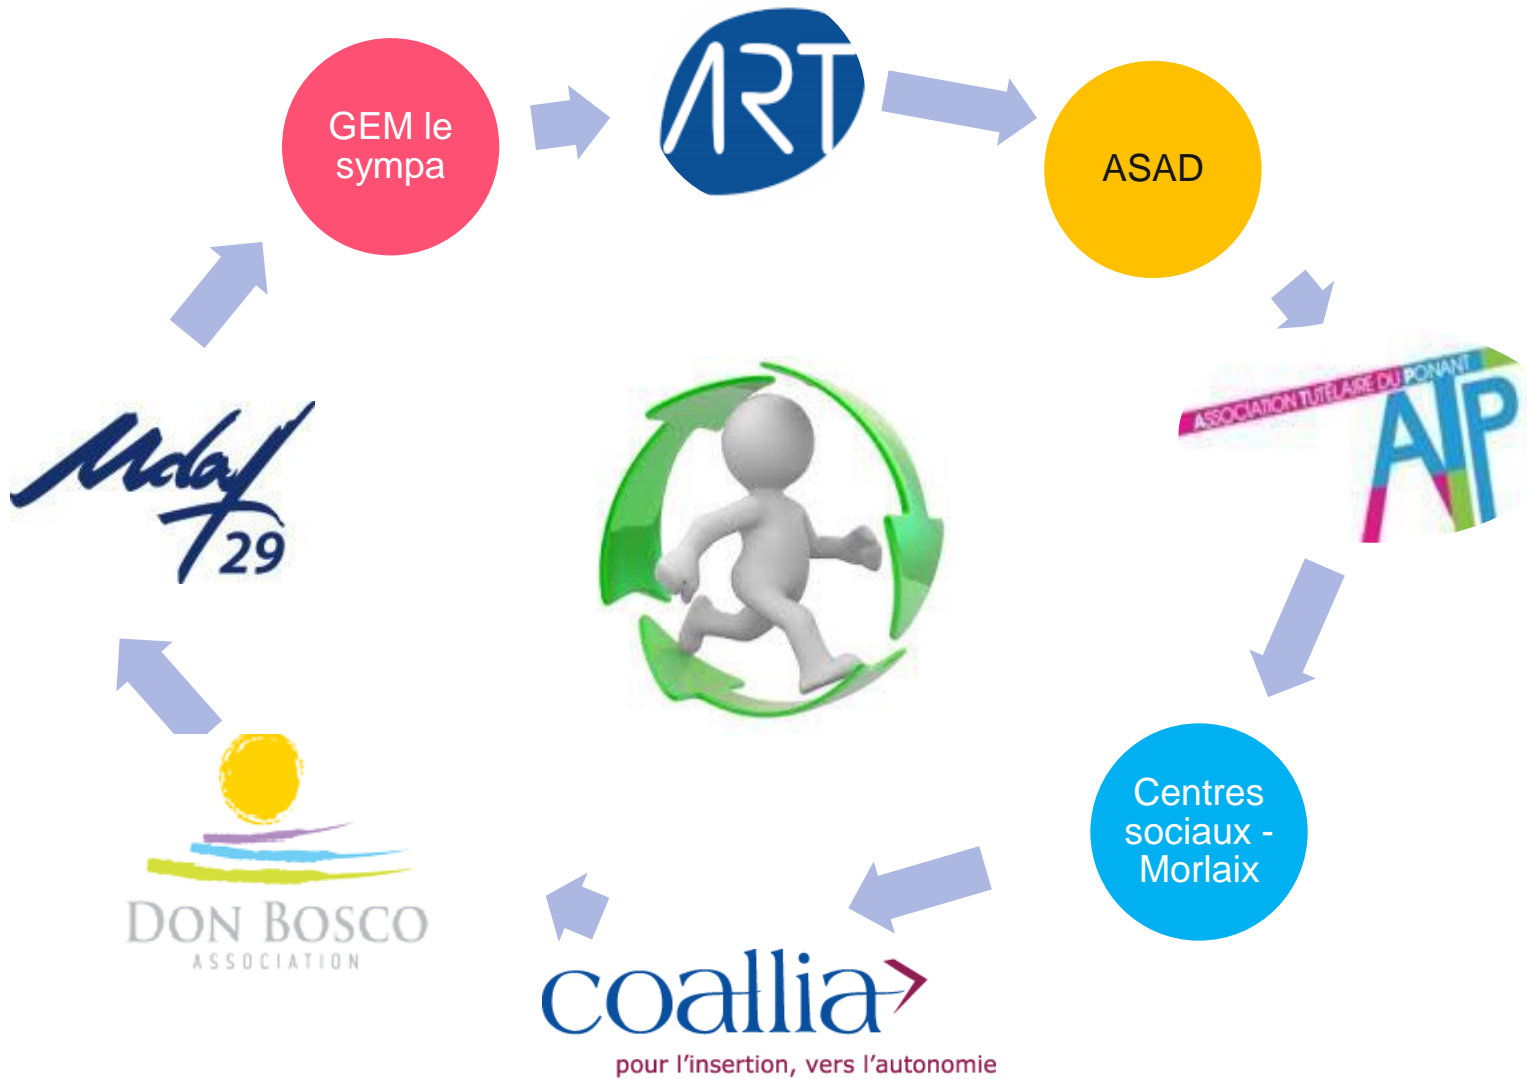 GEM le
sympa
ART
ASAD
ASSOCIATION TUTÉLAIRE DU PONANT
ATP
Centres
sociaux -
Morlaix
coallia
pour l'insertion, vers l'autonomie
DON BOSCO
ASSOCIATION
Udaf
29